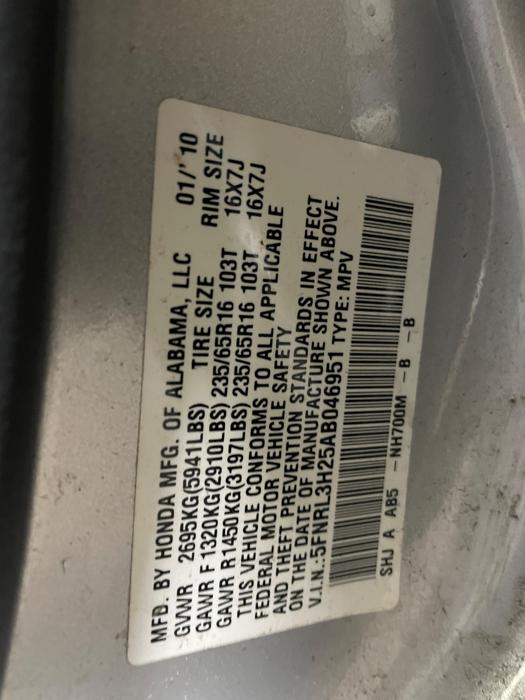 MFD. BY HONDA MFG. OF ALABAMA, LLC 01/'10
GVWR 2695KG(5941LBS) TIRE SIZE RIM SIZE
GAWR F 1320KG(2910LBS) 235/65R16 103T 16X7J
GAWR R1450KG(3197LBS) 235/65R16 103T 16X7J
THIS VEHICLE CONFORMS TO ALL APPLICABLE
FEDERAL MOTOR VEHICLE SAFETY
AND THEFT PREVENTION STANDARDS IN EFFECT
ON THE DATE OF MANUFACTURE SHOWN ABOVE.
V.I.N.:5FNRL3H25AB046951 TYPE: MPV
SHJ A AB5 -NH700M -B -B